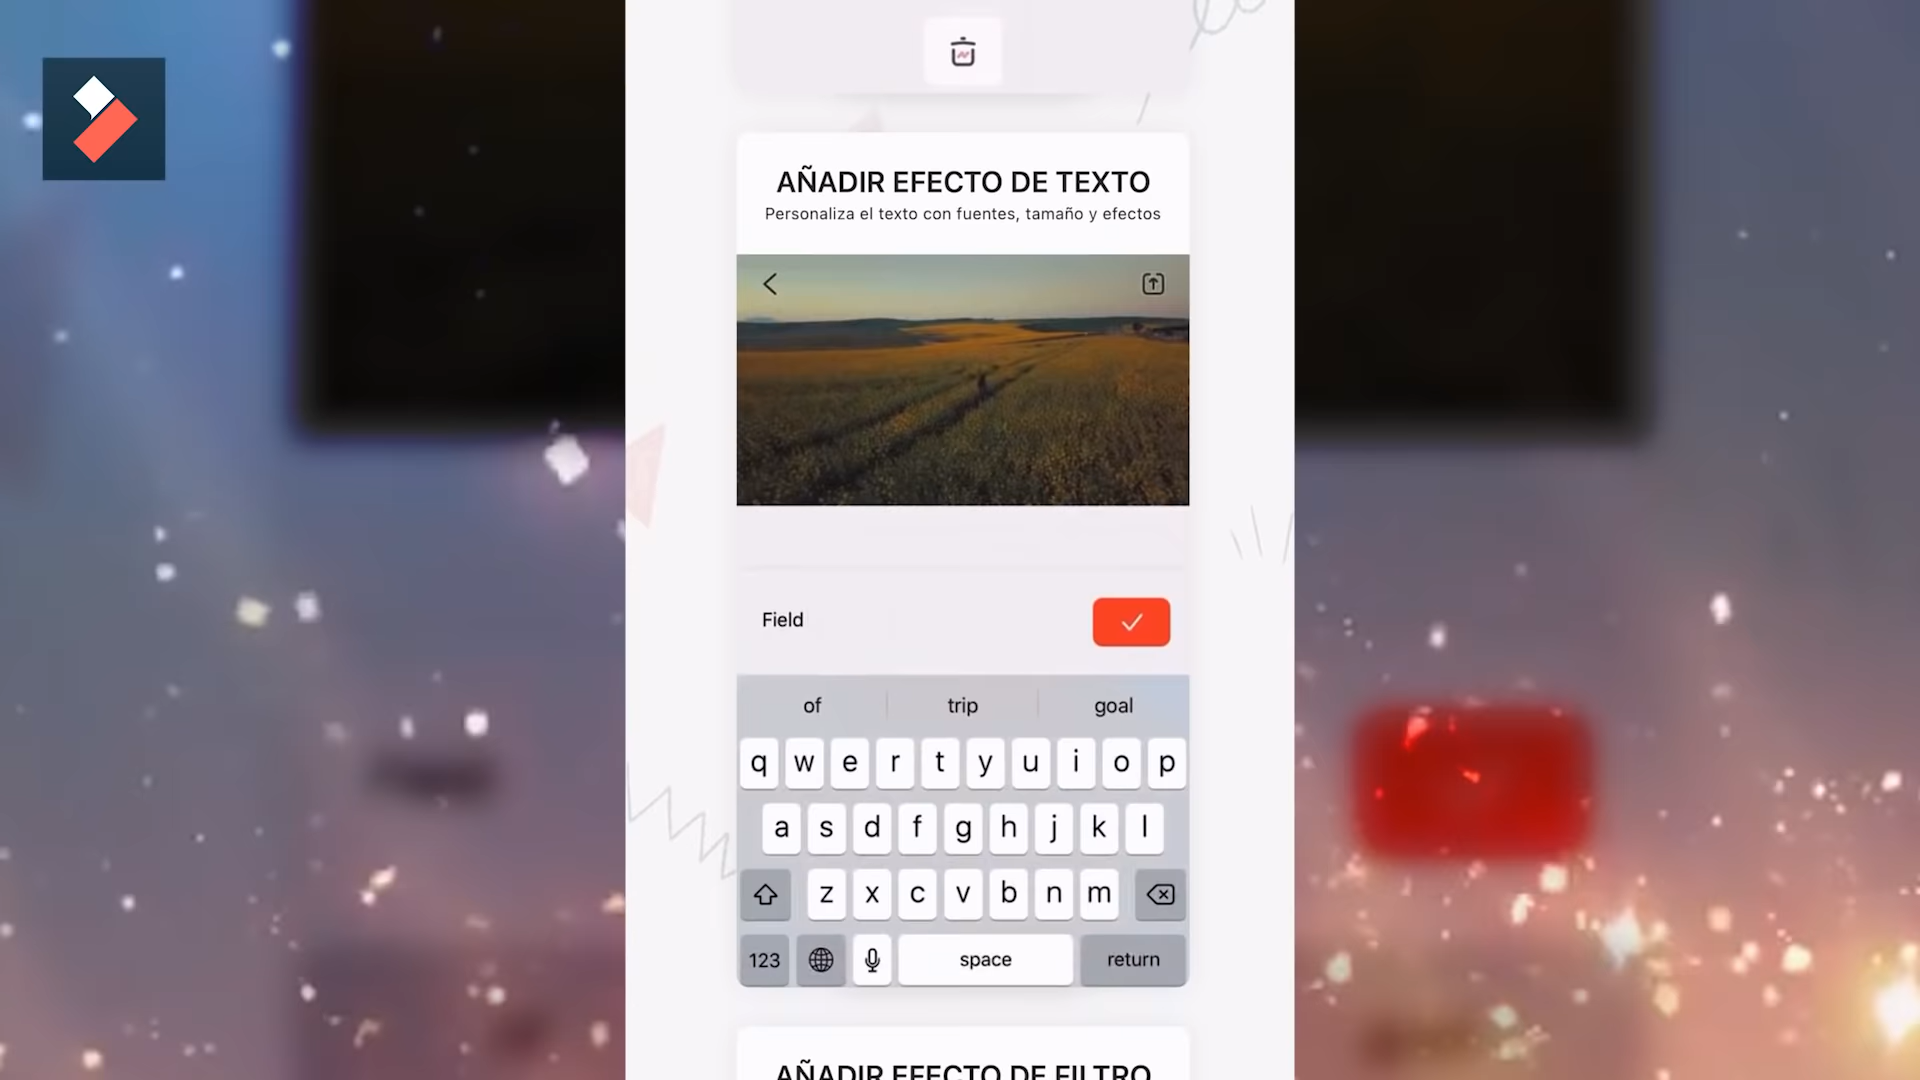 AÑADIR EFECTO DE TEXTO
Personaliza el texto con fuentes, tamaño y efectos
Field
of trip goal
q w e r t y u i o p
a s d f g h j k l
z x c v b n m
123 space return
AÑADIR EFECTO DE FILTRO